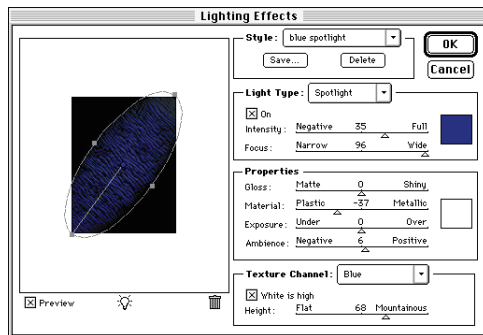 Lighting Effects
Style: blue spotlight
Save... Delete
OK
Cancel
Light Type: Spotlight
On
Intensity: Negative 35 Full
Focus: Narrow 96 Wide
Properties
Gloss: Matte 0 Shiny
Material: Plastic -37 Metallic
Exposure: Under 0 Over
Ambience: Negative 6 Positive
Texture Channel: Blue
White is high
Height: Flat 68 Mountainous
Preview